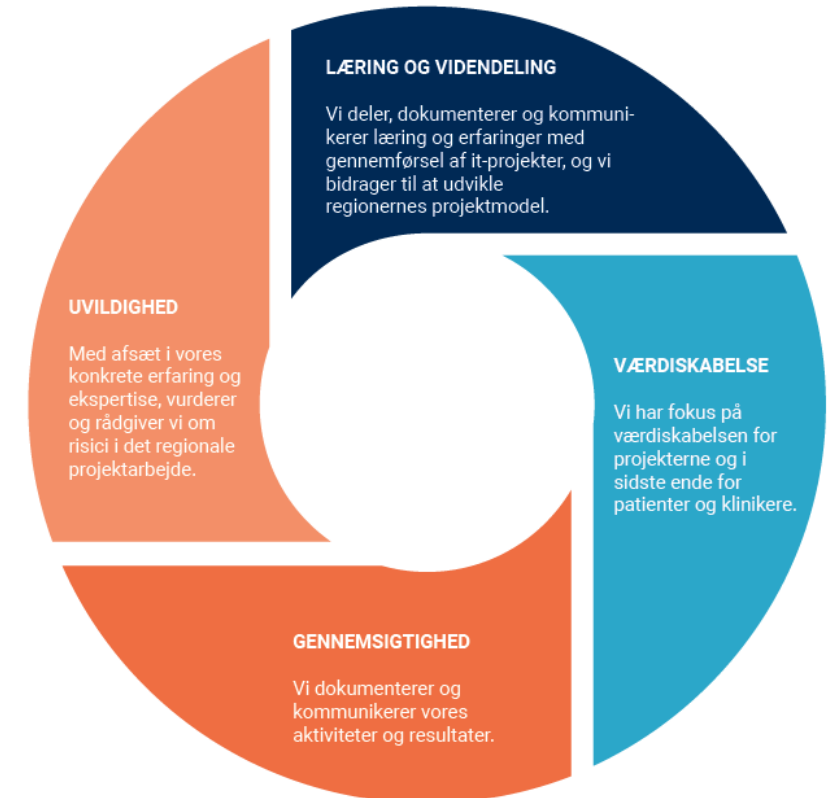 LÆRING OG VIDENDELING
Vi deler, dokumenterer og kommuni-
kerer læring og erfaringer med
gennemførsel af it-projekter, og vi
bidrager til at udvikle
regionernes projektmodel.
VÆRDISKABELSE
Vi har fokus på
værdiskabelsen for
projekterne og i
sidste ende for
patienter og klinikere.
GENNEMSIGTIGHED
Vi dokumenterer og
kommunikerer vores
aktiviteter og resultater.
UVILDIGHED
Med afsæt i vores
konkrete erfaring og
ekspertise, vurderer
og rådgiver vi om
risici i det regionale
projektarbejde.